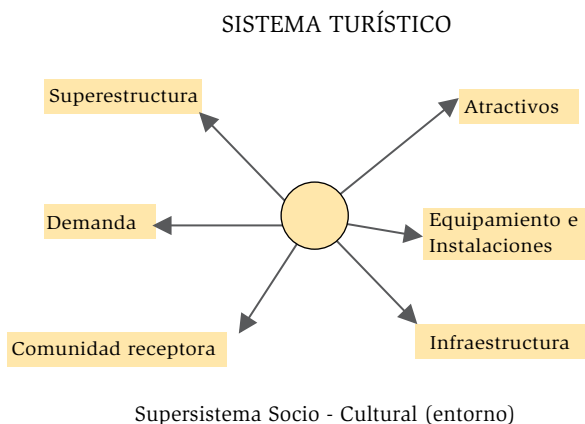 SISTEMA TURÍSTICO
Superestructura
Atractivos
Demanda
Equipamiento e
Instalaciones
Comunidad receptora
Infraestructura
Supersistema Socio - Cultural (entorno)